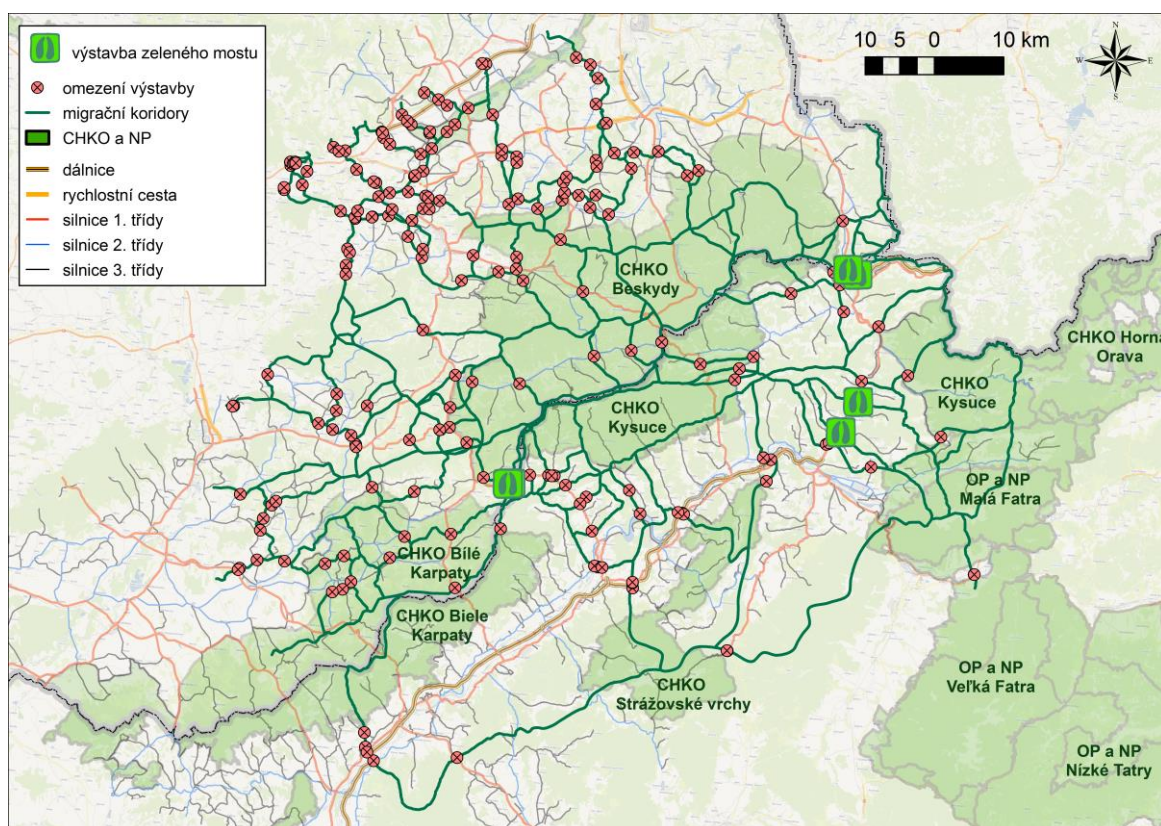 výstavba zeleného mostu
omezení výstavby
migrační koridory
CHKO a NP
dálnice
rychlostní cesta
silnice 1. třídy
silnice 2. třídy
silnice 3. třídy
10 5 0 10 km
N
W E
S
CHKO
Beskydy
CHKO Horná
Orava
CHKO
Kysuce
CHKO
Kysuce
OP a NP
Malá Fatra
CHKO Bílé
Karpaty
CHKO Biele
Karpaty
CHKO
Strážovské vrchy
OP a NP
Veľká Fatra
OP a NP
Nízké Tatry